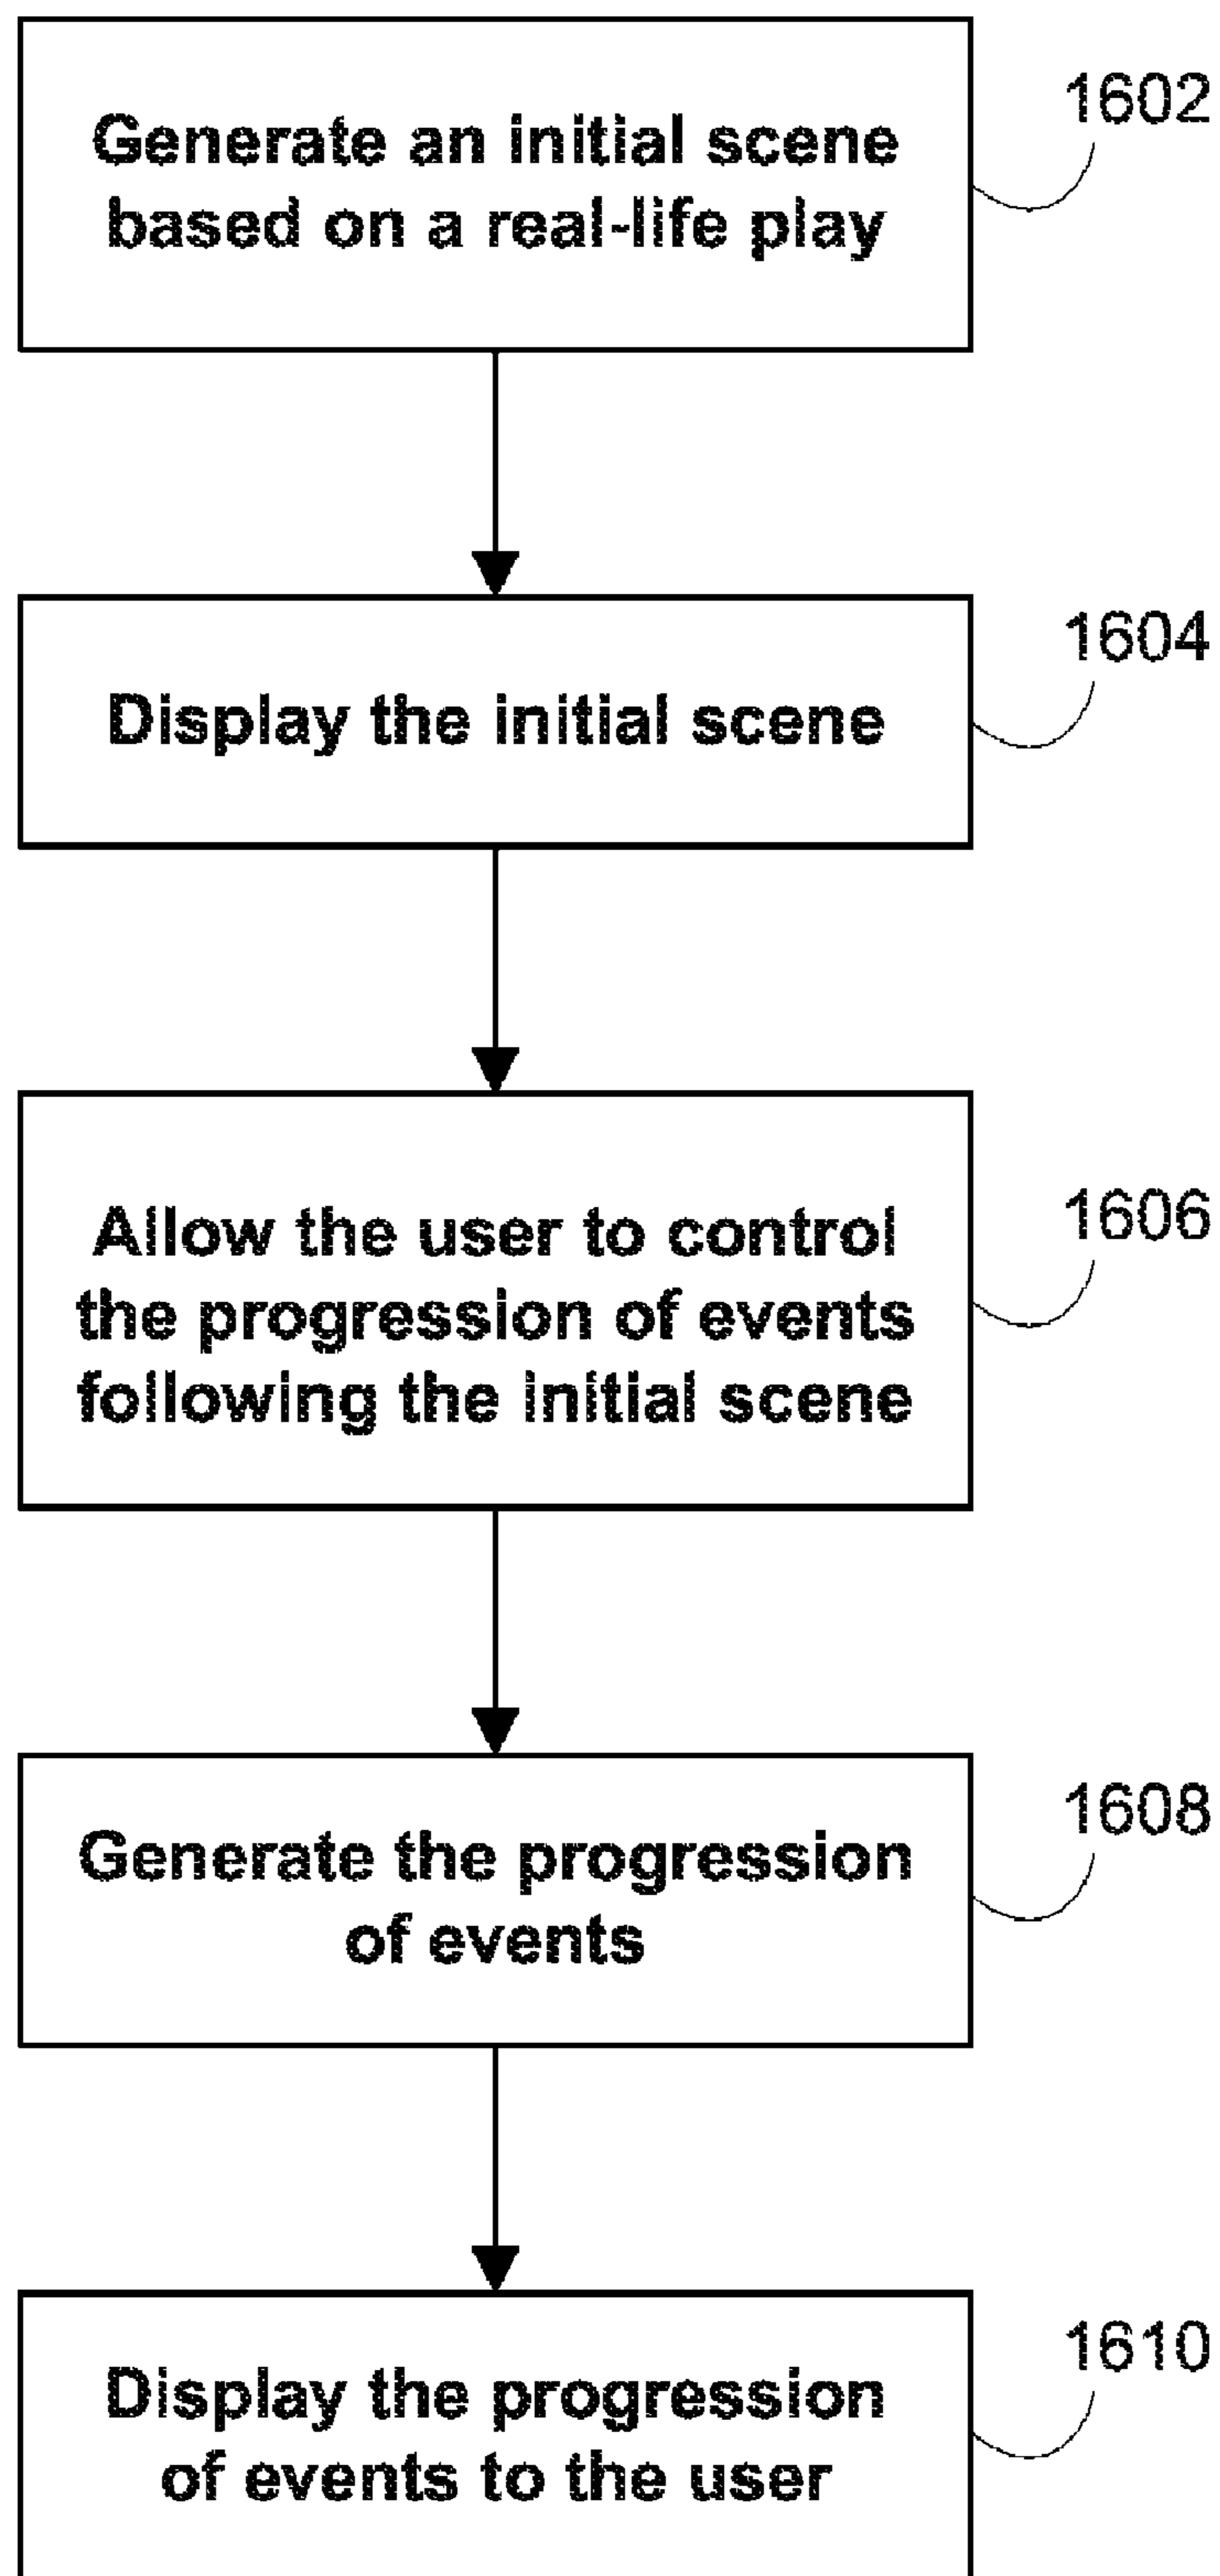 Generate an initial scene
based on a real-life play
1602
Display the initial scene
1604
Allow the user to control
the progression of events
following the initial scene
1606
Generate the progression
of events
1608
Display the progression
of events to the user
1610